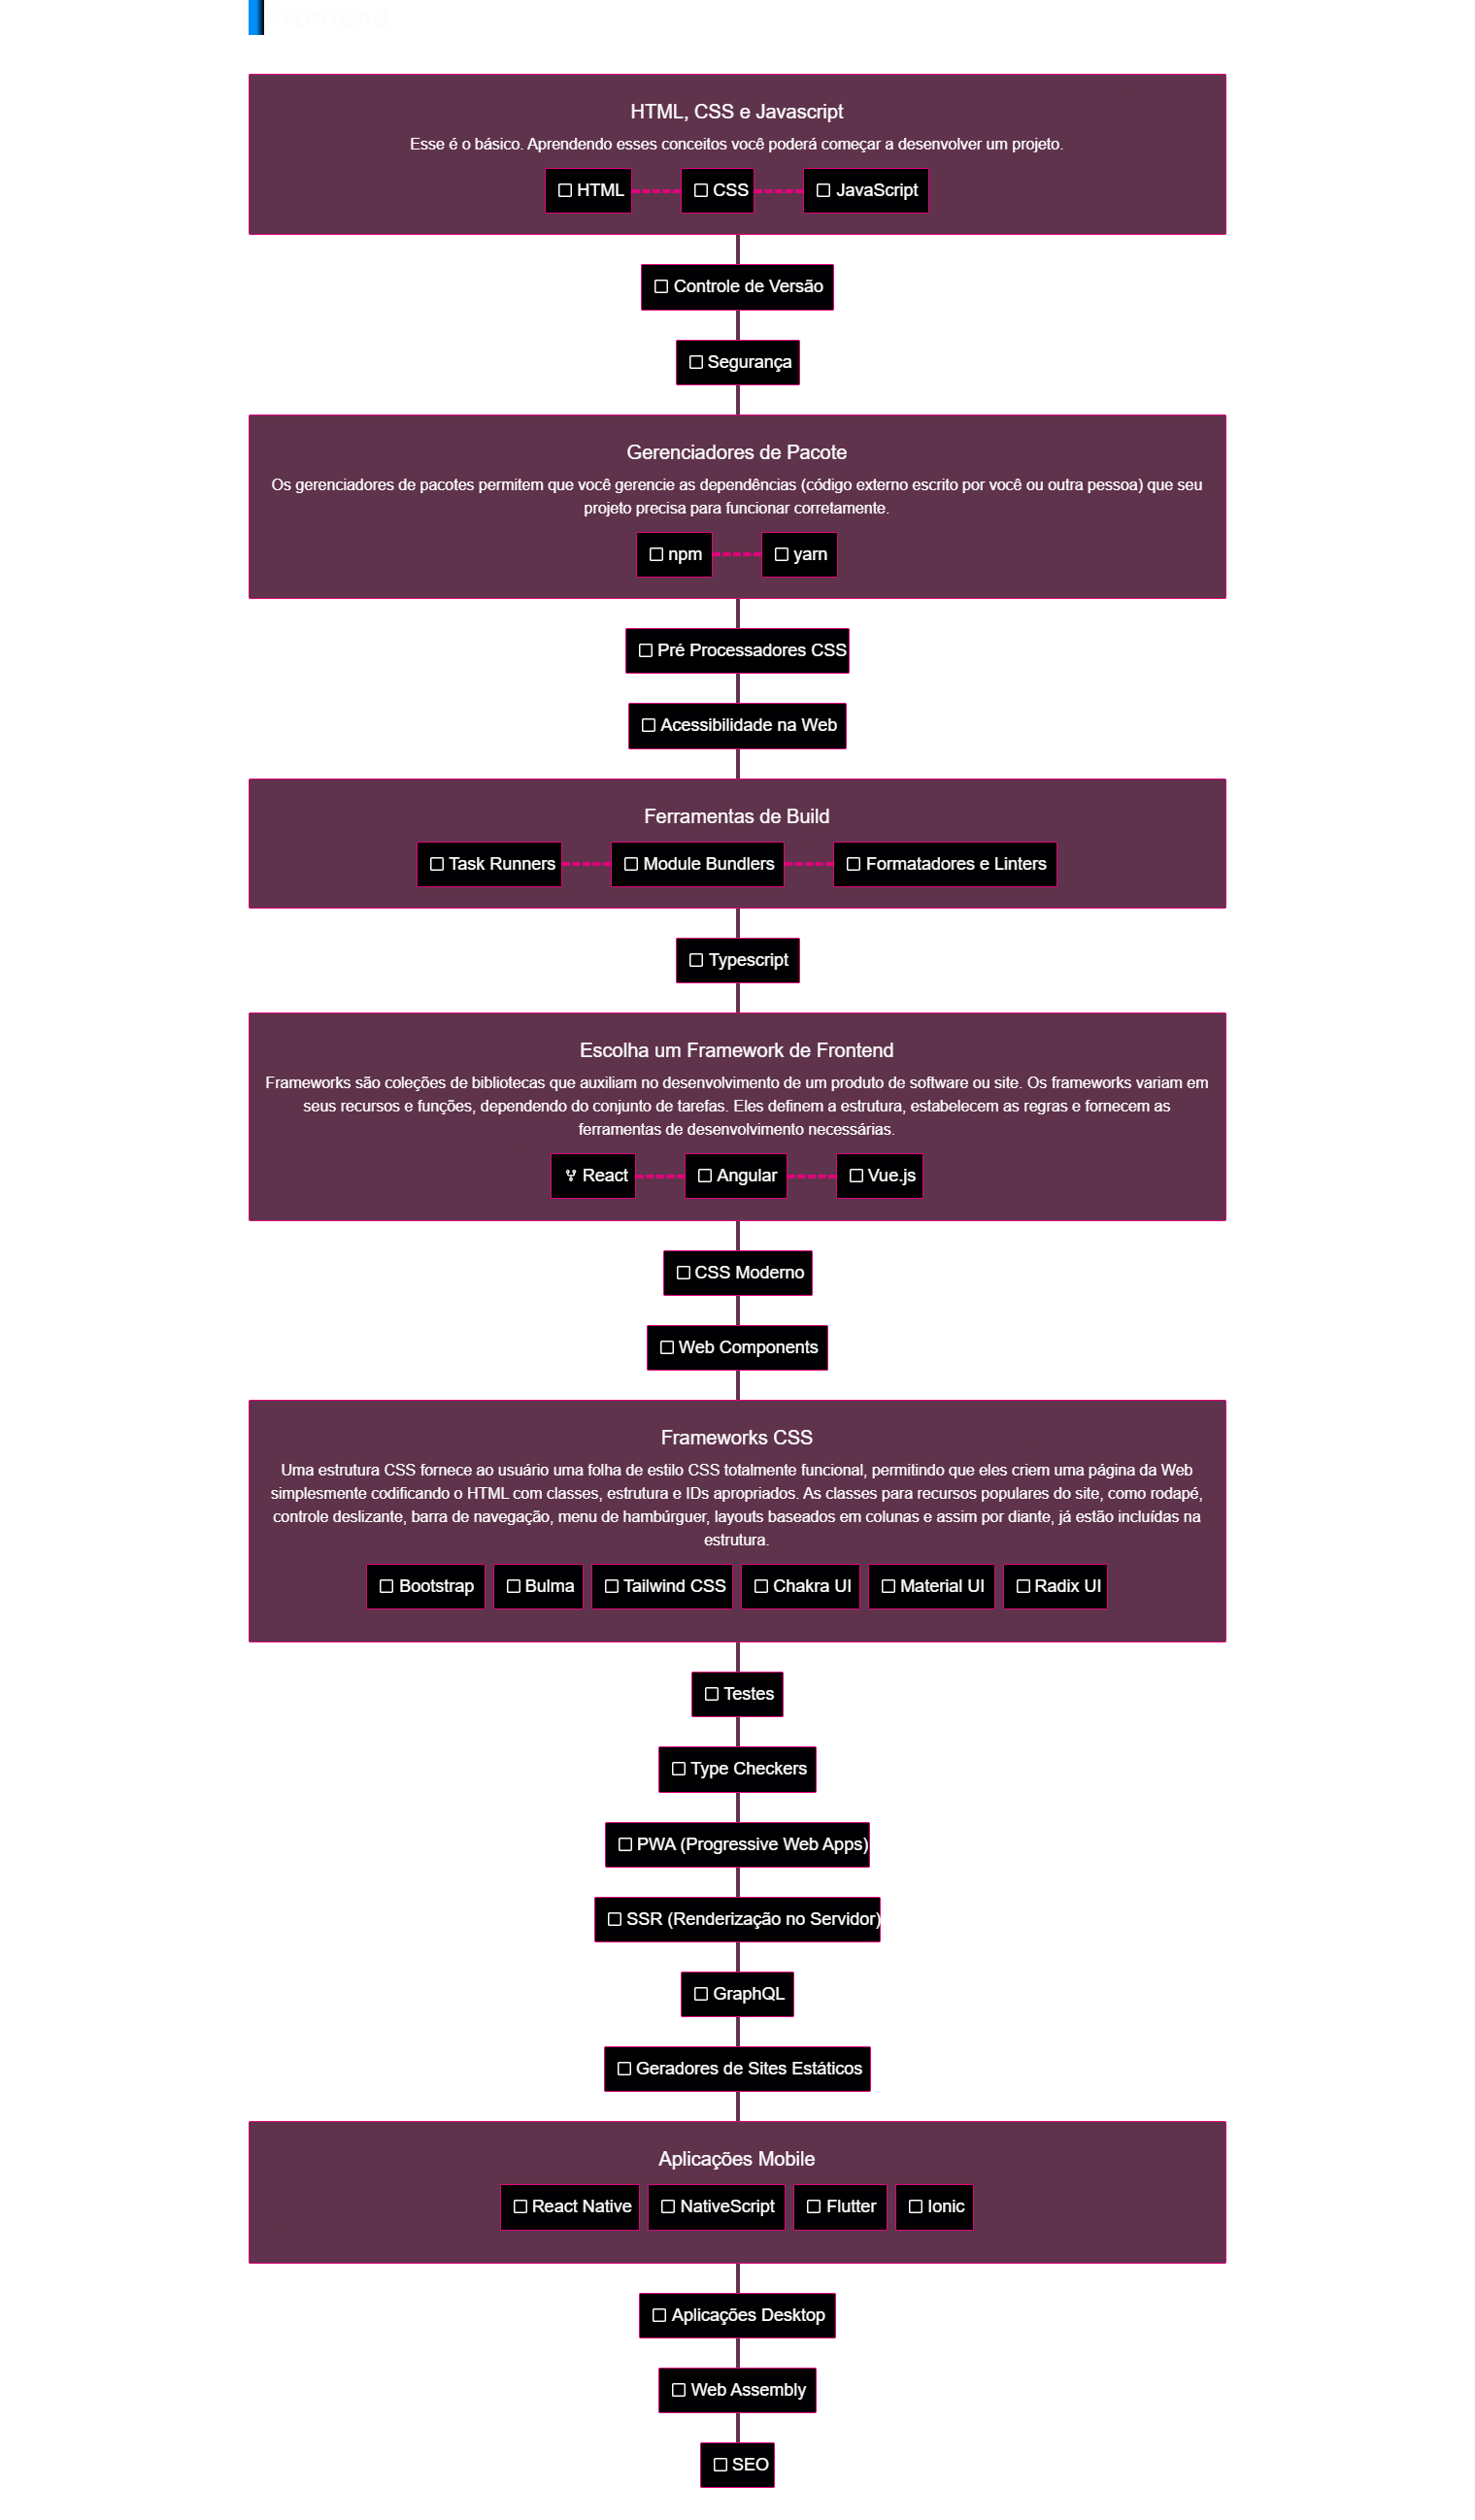 HTML, CSS e Javascript
Esse é o básico. Aprendendo esses conceitos você poderá começar a desenvolver um projeto.
HTML CSS JavaScript
Controle de Versão
Segurança
Gerenciadores de Pacote
Os gerenciadores de pacotes permitem que você gerencie as dependências (código externo escrito por você ou outra pessoa) que seu
projeto precisa para funcionar corretamente.
npm yarn
Pré Processadores CSS
Acessibilidade na Web
Ferramentas de Build
Task Runners Module Bundlers Formatadores e Linters
Typescript
Escolha um Framework de Frontend
Frameworks são coleções de bibliotecas que auxiliam no desenvolvimento de um produto de software ou site. Os frameworks variam em
seus recursos e funções, dependendo do conjunto de tarefas. Eles definem a estrutura, estabelecem as regras e fornecem as
ferramentas de desenvolvimento necessárias.
React Angular Vue.js
CSS Moderno
Web Components
Frameworks CSS
Uma estrutura CSS fornece ao usuário uma folha de estilo CSS totalmente funcional, permitindo que eles criem uma página da Web
simplesmente codificando o HTML com classes, estrutura e IDs apropriados. As classes para recursos populares do site, como rodapé,
controle deslizante, barra de navegação, menu de hambúrguer, layouts baseados em colunas e assim por diante, já estão incluídas na
estrutura.
Bootstrap Bulma Tailwind CSS Chakra UI Material UI Radix UI
Testes
Type Checkers
PWA (Progressive Web Apps)
SSR (Renderização no Servidor)
GraphQL
Geradores de Sites Estáticos
Aplicações Mobile
React Native NativeScript Flutter Ionic
Aplicações Desktop
Web Assembly
SEO